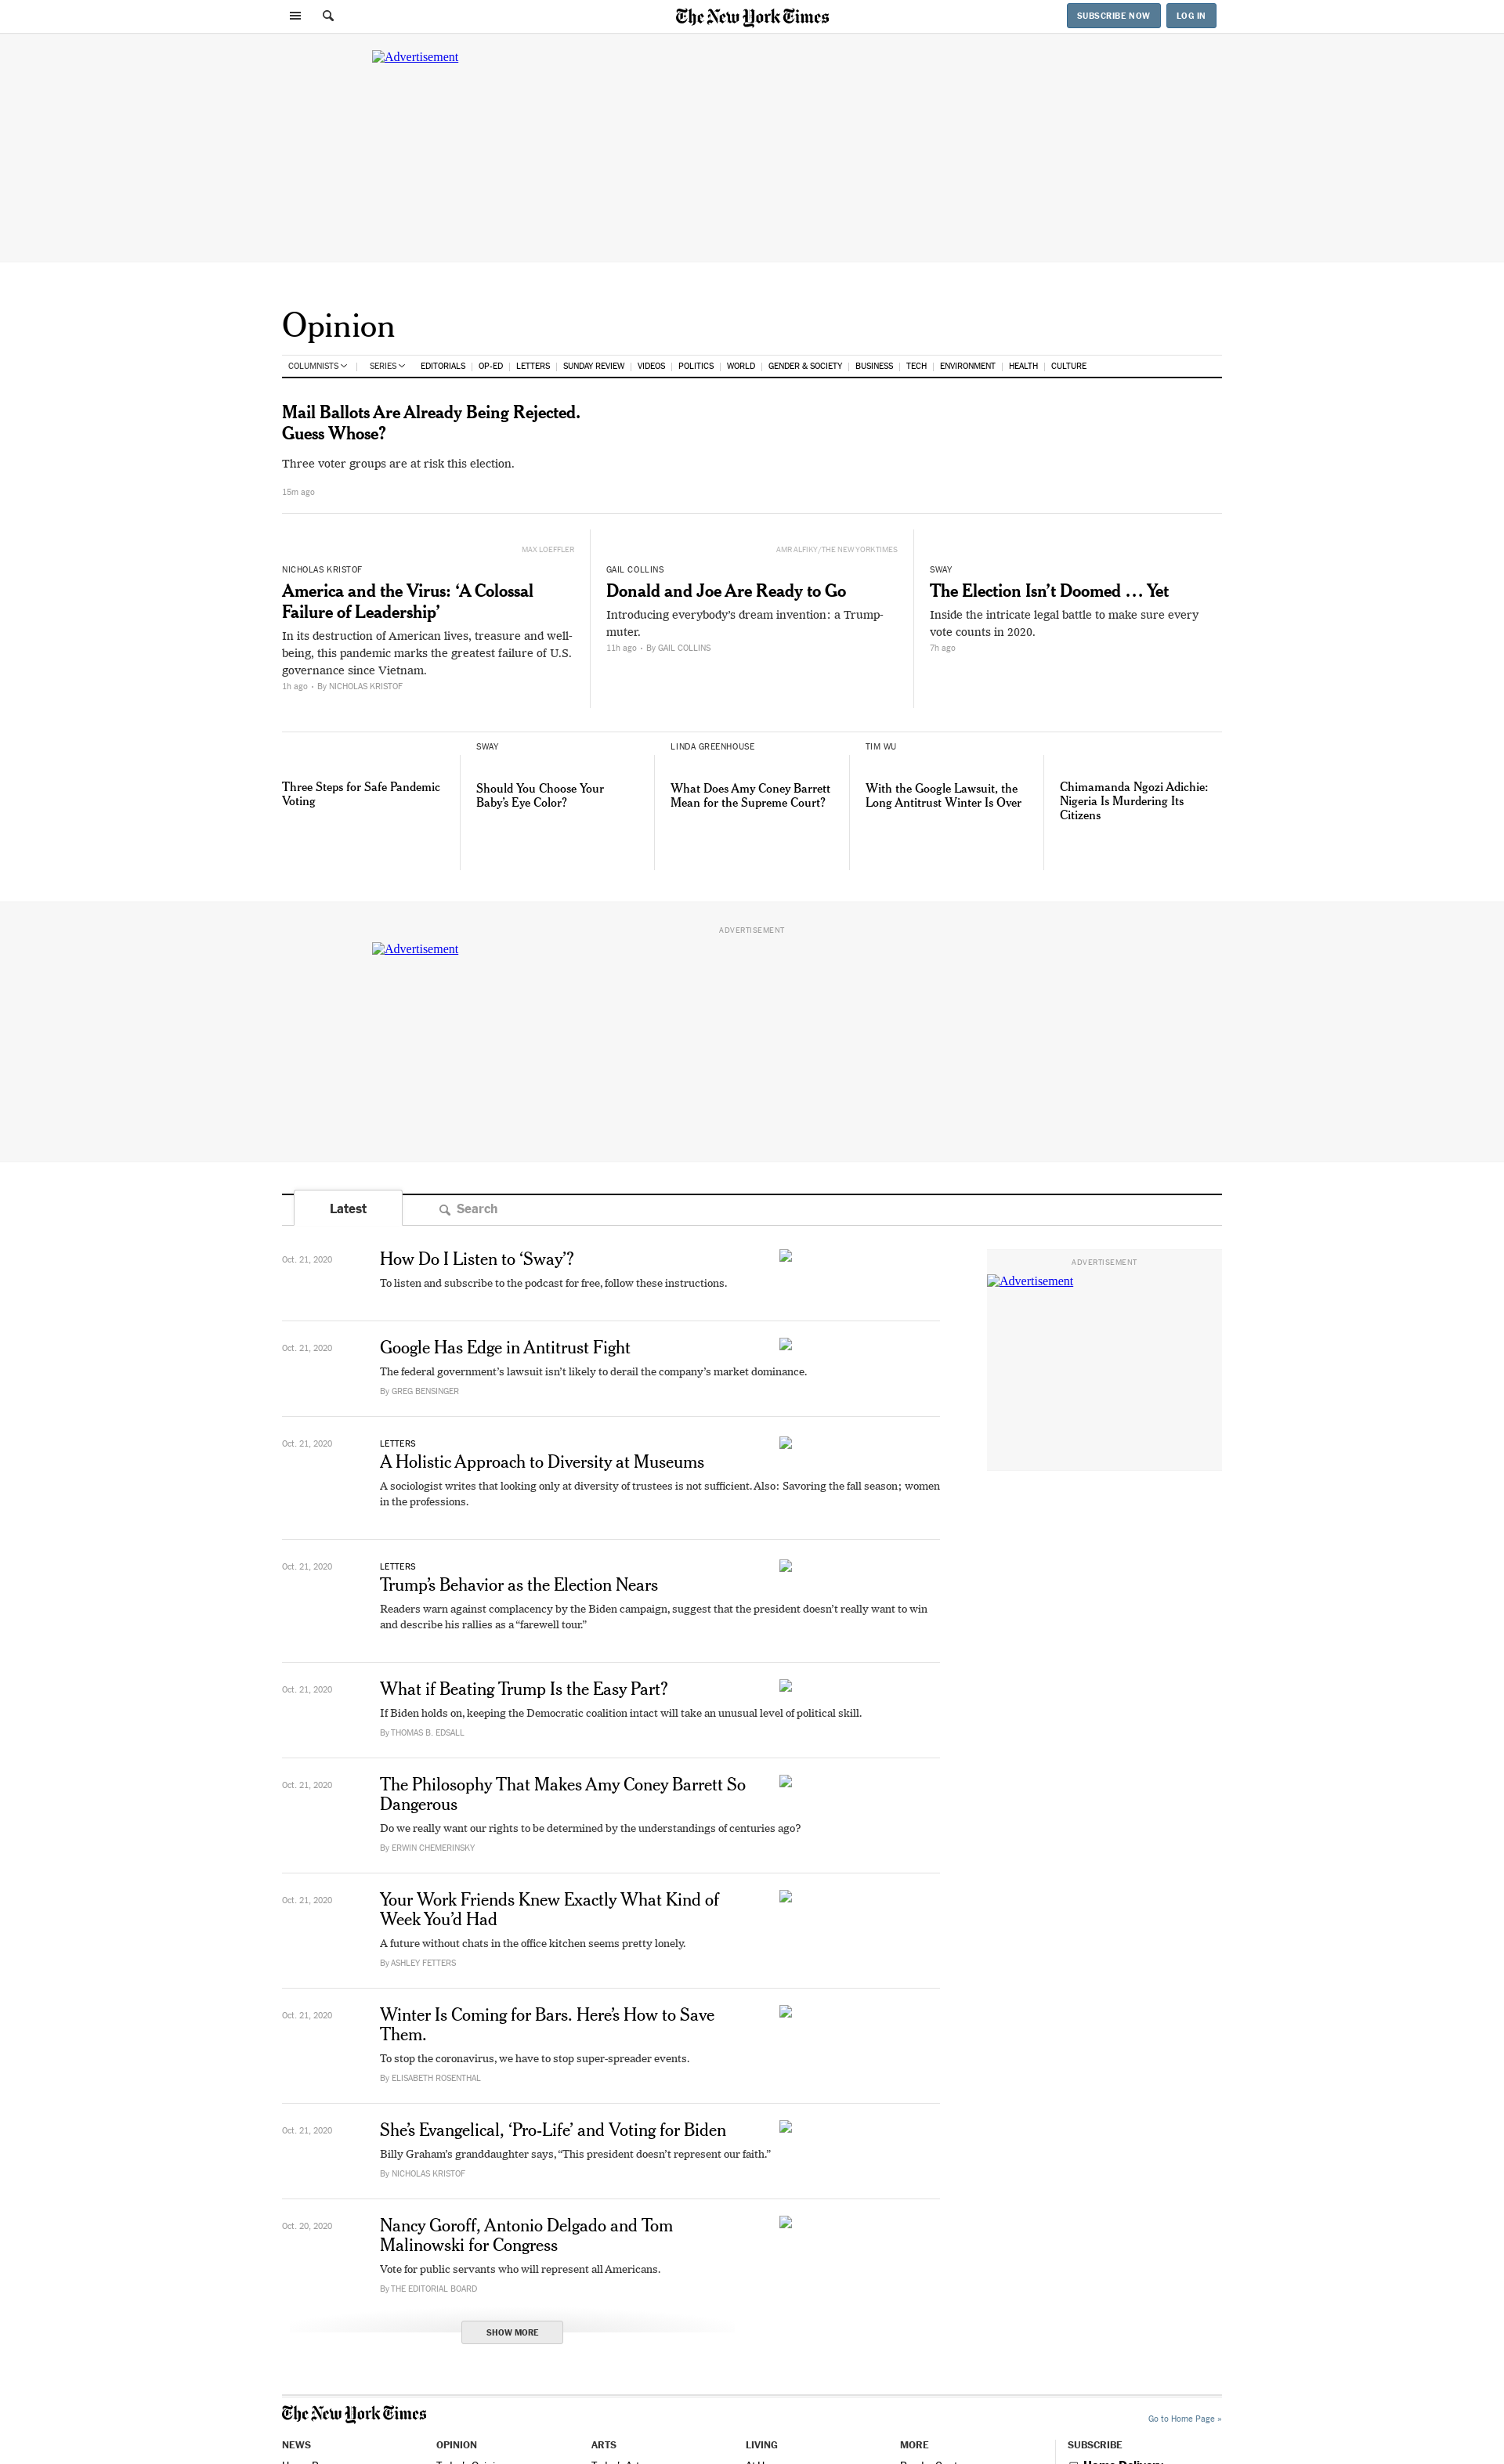 The New York Times
SUBSCRIBE NOW
LOG IN
Advertisement
Opinion
COLUMNISTS | SERIES EDITORIALS | OP-ED | LETTERS | SUNDAY REVIEW | VIDEOS | POLITICS | WORLD | GENDER & SOCIETY | BUSINESS | TECH | ENVIRONMENT | HEALTH | CULTURE
Mail Ballots Are Already Being Rejected.
Guess Whose?
Three voter groups are at risk this election.
15m ago
MAX LOEFFLER
NICHOLAS KRISTOF
America and the Virus: ‘A Colossal
Failure of Leadership’
In its destruction of American lives, treasure and well-
being, this pandemic marks the greatest failure of U.S.
governance since Vietnam.
1h ago · By NICHOLAS KRISTOF
AMR ALFIKY/THE NEW YORK TIMES
GAIL COLLINS
Donald and Joe Are Ready to Go
Introducing everybody’s dream invention: a Trump-
muter.
11h ago · By GAIL COLLINS
SWAY
The Election Isn’t Doomed … Yet
Inside the intricate legal battle to make sure every
vote counts in 2020.
7h ago
Three Steps for Safe Pandemic
Voting
SWAY
Should You Choose Your
Baby’s Eye Color?
LINDA GREENHOUSE
What Does Amy Coney Barrett
Mean for the Supreme Court?
TIM WU
With the Google Lawsuit, the
Long Antitrust Winter Is Over
Chimamanda Ngozi Adichie:
Nigeria Is Murdering Its
Citizens
ADVERTISEMENT
Advertisement
Latest
Search
Oct. 21, 2020
How Do I Listen to ‘Sway’?
To listen and subscribe to the podcast for free, follow these instructions.
ADVERTISEMENT
Advertisement
Oct. 21, 2020
Google Has Edge in Antitrust Fight
The federal government’s lawsuit isn’t likely to derail the company’s market dominance.
By GREG BENSINGER
Oct. 21, 2020
LETTERS
A Holistic Approach to Diversity at Museums
A sociologist writes that looking only at diversity of trustees is not sufficient. Also: Savoring the fall season; women
in the professions.
Oct. 21, 2020
LETTERS
Trump’s Behavior as the Election Nears
Readers warn against complacency by the Biden campaign, suggest that the president doesn’t really want to win
and describe his rallies as a “farewell tour.”
Oct. 21, 2020
What if Beating Trump Is the Easy Part?
If Biden holds on, keeping the Democratic coalition intact will take an unusual level of political skill.
By THOMAS B. EDSALL
Oct. 21, 2020
The Philosophy That Makes Amy Coney Barrett So
Dangerous
Do we really want our rights to be determined by the understandings of centuries ago?
By ERWIN CHEMERINSKY
Oct. 21, 2020
Your Work Friends Knew Exactly What Kind of
Week You’d Had
A future without chats in the office kitchen seems pretty lonely.
By ASHLEY FETTERS
Oct. 21, 2020
Winter Is Coming for Bars. Here’s How to Save
Them.
To stop the coronavirus, we have to stop super-spreader events.
By ELISABETH ROSENTHAL
Oct. 21, 2020
She’s Evangelical, ‘Pro-Life’ and Voting for Biden
Billy Graham’s granddaughter says, “This president doesn’t represent our faith.”
By NICHOLAS KRISTOF
Oct. 20, 2020
Nancy Goroff, Antonio Delgado and Tom
Malinowski for Congress
Vote for public servants who will represent all Americans.
By THE EDITORIAL BOARD
SHOW MORE
The New York Times
Go to Home Page »
NEWS
OPINION
ARTS
LIVING
MORE
SUBSCRIBE